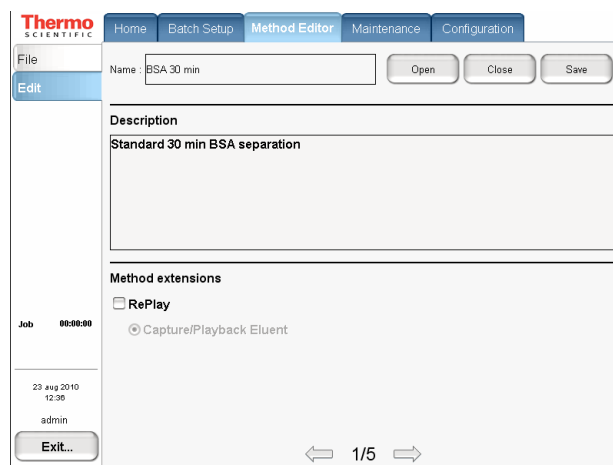 Thermo
SCIENTIFIC
Home
Batch Setup
Method Editor
Maintenance
Configuration
File
Edit
Name : BSA 30 min
Open
Close
Save
Description
Standard 30 min BSA separation
Method extensions
RePlay
Capture/Playback Eluent
Job 00:00:00
23 aug 2010
12:36
admin
Exit...
1/5